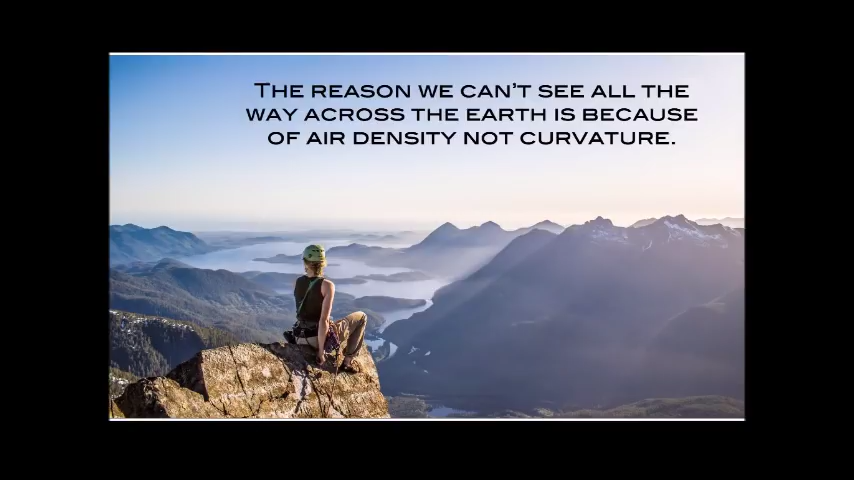 The reason we can't see all the
way across the earth is because
of air density not curvature.